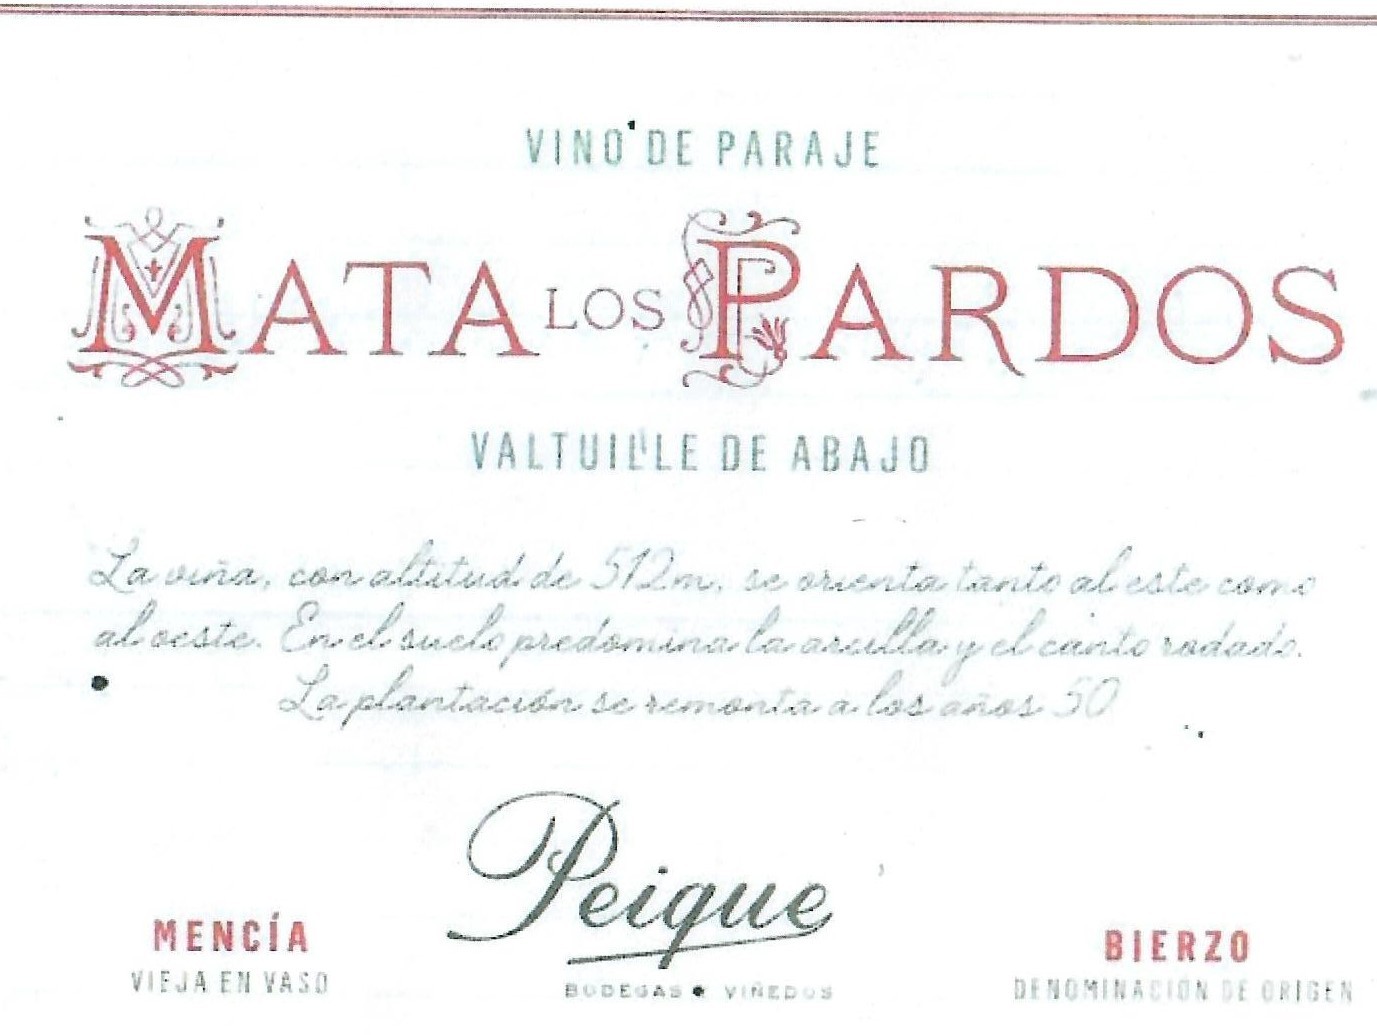 VINO DE PARAJE
MATA LOS PARDOS
VALTUILLE DE ABAJO
La viña, con altitud de 512m, se orienta tanto al este como
al oeste. En el suelo predomina la arcilla y el canto rodado.
La plantación se remonta a los años 50
Peique
BODEGAS • VIÑEDOS
MENCÍA
VIEJA EN VASO
BIERZO
DENOMINACIÓN DE ORIGEN